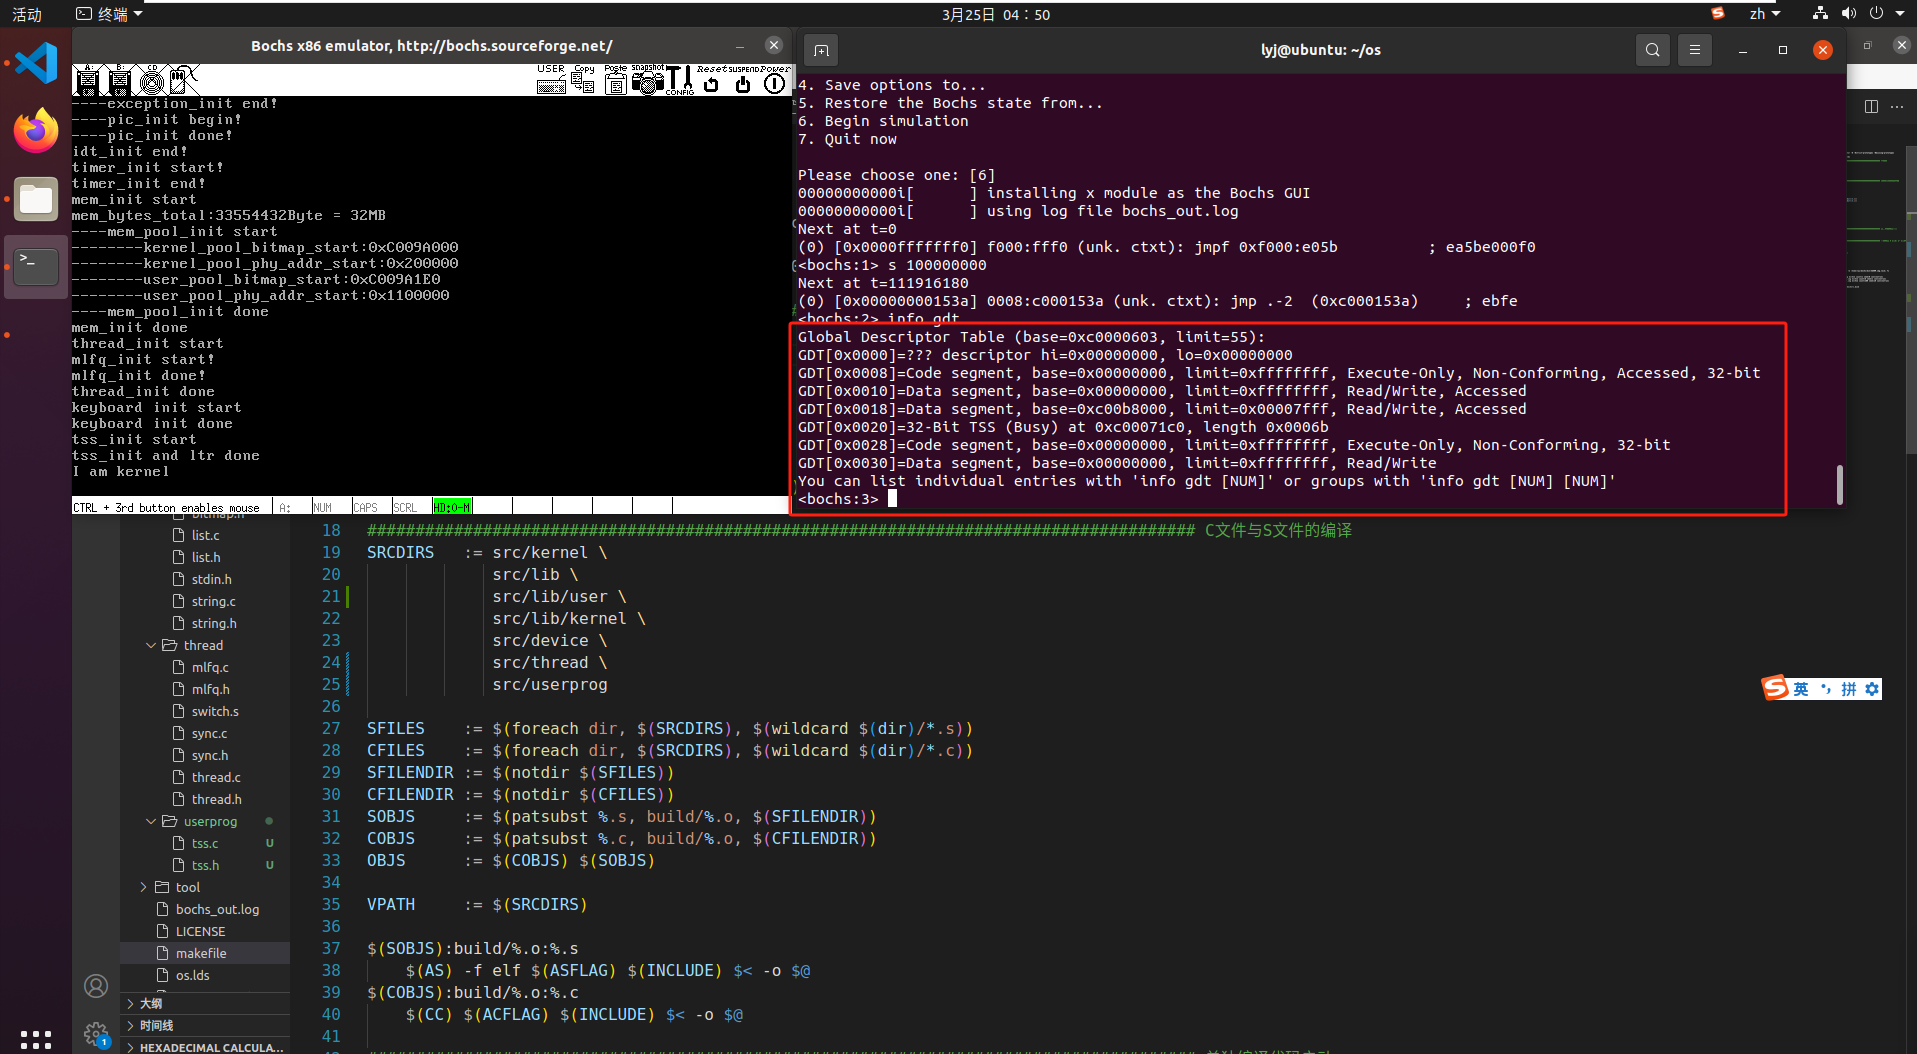 活动
终端
3月25日 04：50
zh
Bochs x86 emulator, http://bochs.sourceforge.net/
A:
B:
CD
USER
Copy
Paste
snapshot
CONFIG
Reset
SUSPEND
Power
----exception_init end!
----pic_init begin!
----pic_init done!
idt_init end!
timer_init start!
timer_init end!
mem_init start
mem_bytes_total:33554432Byte = 32MB
----mem_pool_init start
--------kernel_pool_bitmap_start:0xC009A000
--------kernel_pool_phy_addr_start:0x200000
--------user_pool_bitmap_start:0xC009A1E0
--------user_pool_phy_addr_start:0x1100000
----mem_pool_init done
mem_init done
thread_init start
mlfq_init start!
mlfq_init done!
thread_init done
keyboard init start
keyboard init done
tss_init start
tss_init and ltr done
I am kernel
CTRL + 3rd button enables mouse
A:
NUM
CAPS
SCRL
HD:0-M
lyj@ubuntu: ~/os
4. Save options to...
5. Restore the Bochs state from...
6. Begin simulation
7. Quit now
Please choose one: [6]
00000000000i[      ] installing x module as the Bochs GUI
00000000000i[      ] using log file bochs_out.log
Next at t=0
(0) [0x0000fffffff0] f000:fff0 (unk. ctxt): jmpf 0xf000:e05b          ; ea5be000f0
<bochs:1> s 100000000
Next at t=111916180
(0) [0x00000000153a] 0008:c000153a (unk. ctxt): jmp .-2  (0xc000153a)     ; ebfe
<bochs:2> info gdt
Global Descriptor Table (base=0xc0000603, limit=55):
GDT[0x0000]=??? descriptor hi=0x00000000, lo=0x00000000
GDT[0x0008]=Code segment, base=0x00000000, limit=0xffffffff, Execute-Only, Non-Conforming, Accessed, 32-bit
GDT[0x0010]=Data segment, base=0x00000000, limit=0xffffffff, Read/Write, Accessed
GDT[0x0018]=Data segment, base=0xc00b8000, limit=0x00007fff, Read/Write, Accessed
GDT[0x0020]=32-Bit TSS (Busy) at 0xc00071c0, length 0x0006b
GDT[0x0028]=Code segment, base=0x00000000, limit=0xffffffff, Execute-Only, Non-Conforming, 32-bit
GDT[0x0030]=Data segment, base=0x00000000, limit=0xffffffff, Read/Write
You can list individual entries with 'info gdt [NUM]' or groups with 'info gdt [NUM] [NUM]'
<bochs:3>
bitmap.h
list.c
list.h
stdin.h
string.c
string.h
thread
mlfq.c
mlfq.h
switch.s
sync.c
sync.h
thread.c
thread.h
userprog
tss.c U
tss.h U
tool
bochs_out.log
LICENSE
makefile
os.lds
大纲
时间线
HEXADECIMAL CALCULA...
1
18 ###################################################################################### C文件与S文件的编译
19 SRCDIRS   := src/kernel \
20 src/lib \
21 src/lib/user \
22 src/lib/kernel \
23 src/device \
24 src/thread \
25 src/userprog
26
27 SFILES    := $(foreach dir, $(SRCDIRS), $(wildcard $(dir)/*.s))
28 CFILES    := $(foreach dir, $(SRCDIRS), $(wildcard $(dir)/*.c))
29 SFILENDIR := $(notdir $(SFILES))
30 CFILENDIR := $(notdir $(CFILES))
31 SOBJS     := $(patsubst %.s, build/%.o, $(SFILENDIR))
32 COBJS     := $(patsubst %.c, build/%.o, $(CFILENDIR))
33 OBJS      := $(COBJS) $(SOBJS)
34
35 VPATH     := $(SRCDIRS)
36
37 $(SOBJS):build/%.o:%.s
38     $(AS) -f elf $(ASFLAG) $(INCLUDE) $< -o $@
39 $(COBJS):build/%.o:%.c
40     $(CC) $(ACFLAG) $(INCLUDE) $< -o $@
41
S 英 拼